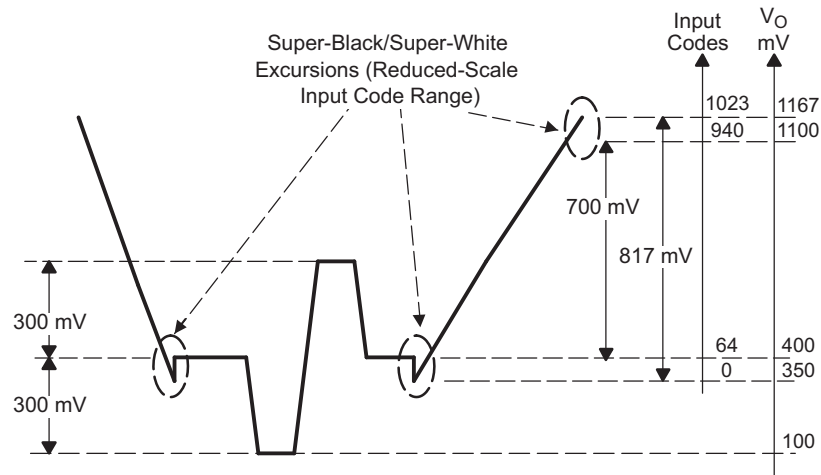 Super-Black/Super-White
Excursions (Reduced-Scale
Input Code Range)
Input
Codes
VO
mV
1023
1167
940
1100
700 mV
817 mV
300 mV
300 mV
64
400
0
350
100